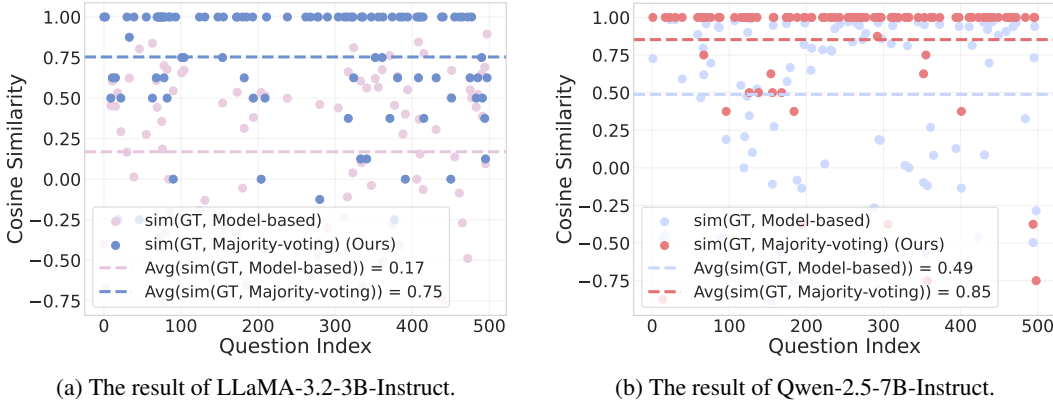 1.00
0.75
0.50
0.25
0.00
−0.25
−0.50
−0.75
Cosine Similarity
sim(GT, Model-based)
sim(GT, Majority-voting) (Ours)
Avg(sim(GT, Model-based)) = 0.17
Avg(sim(GT, Majority-voting)) = 0.75
0 100 200 300 400 500
Question Index
(a) The result of LLaMA-3.2-3B-Instruct.
1.00
0.75
0.50
0.25
0.00
−0.25
−0.50
−0.75
Cosine Similarity
sim(GT, Model-based)
sim(GT, Majority-voting) (Ours)
Avg(sim(GT, Model-based)) = 0.49
Avg(sim(GT, Majority-voting)) = 0.85
0 100 200 300 400 500
Question Index
(b) The result of Qwen-2.5-7B-Instruct.